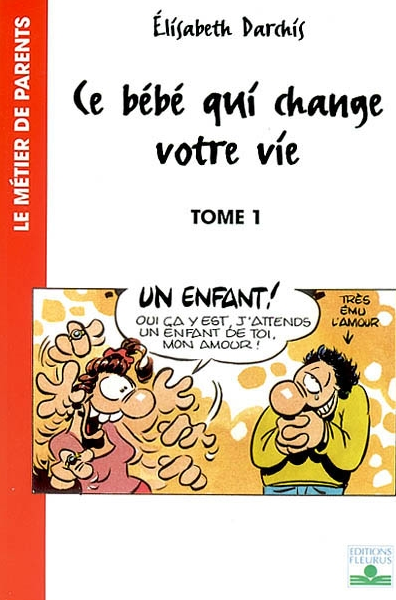 Élisabeth Darchis
LE MÉTIER DE PARENTS
Ce bébé qui change
votre vie
TOME 1
UN ENFANT!
OUI ÇA Y EST, J'ATTENDS
UN ENFANT DE TOI,
MON AMOUR !
TRÈS
ÉMU
L'AMOUR
EDITIONS
FLEURUS